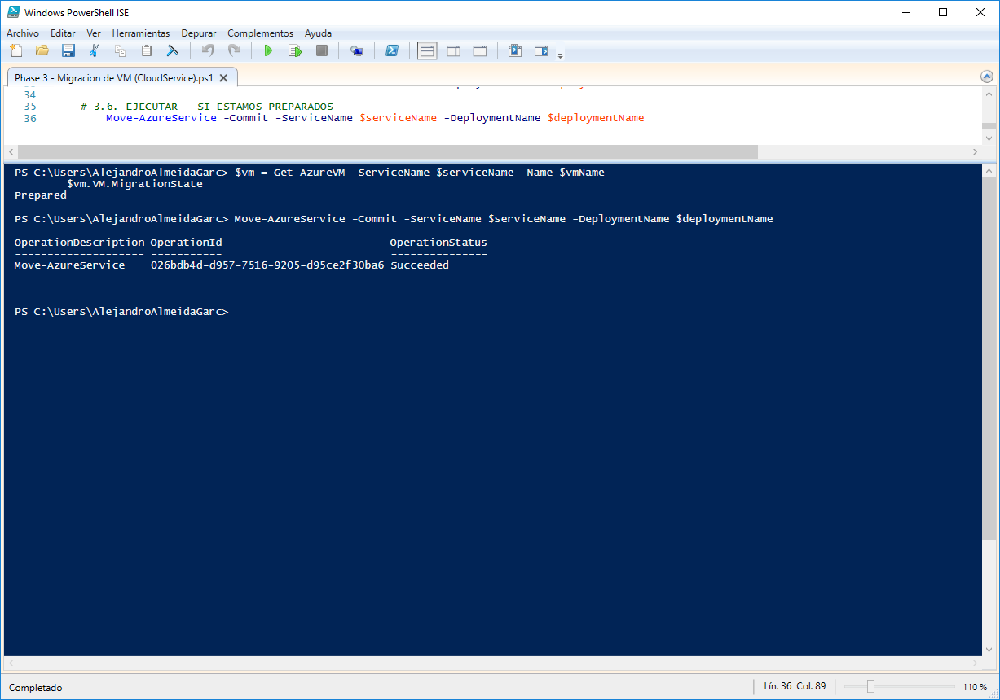 Windows PowerShell ISE
Archivo Editar Ver Herramientas Depurar Complementos Ayuda
Phase 3 - Migracion de VM (CloudService).ps1
34
35 # 3.6. EJECUTAR - SI ESTAMOS PREPARADOS
36 Move-AzureService -Commit -ServiceName $serviceName -DeploymentName $deploymentName
PS C:\Users\AlejandroAlmeidaGarc> $vm = Get-AzureVM -ServiceName $serviceName -Name $vmName
$vm.VM.MigrationState
Prepared
PS C:\Users\AlejandroAlmeidaGarc> Move-AzureService -Commit -ServiceName $serviceName -DeploymentName $deploymentName
OperationDescription OperationId OperationStatus
-------------------- ----------- ---------------
Move-AzureService 026bdb4d-d957-7516-9205-d95ce2f30ba6 Succeeded
PS C:\Users\AlejandroAlmeidaGarc>
Completado Lín. 36 Col. 89 110 %